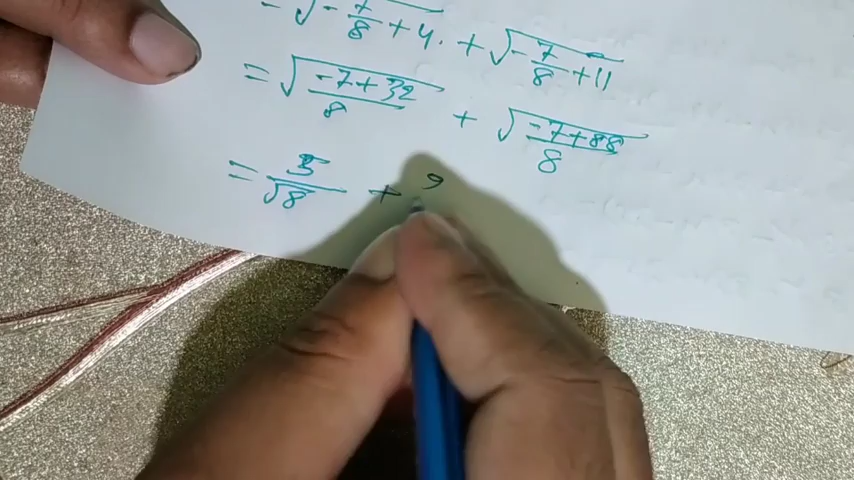 - √-7/8 + 4 + √-7/8 + 11
= √(-7+32)/8 + √(-7+88)/8
= 5/√8 + 9